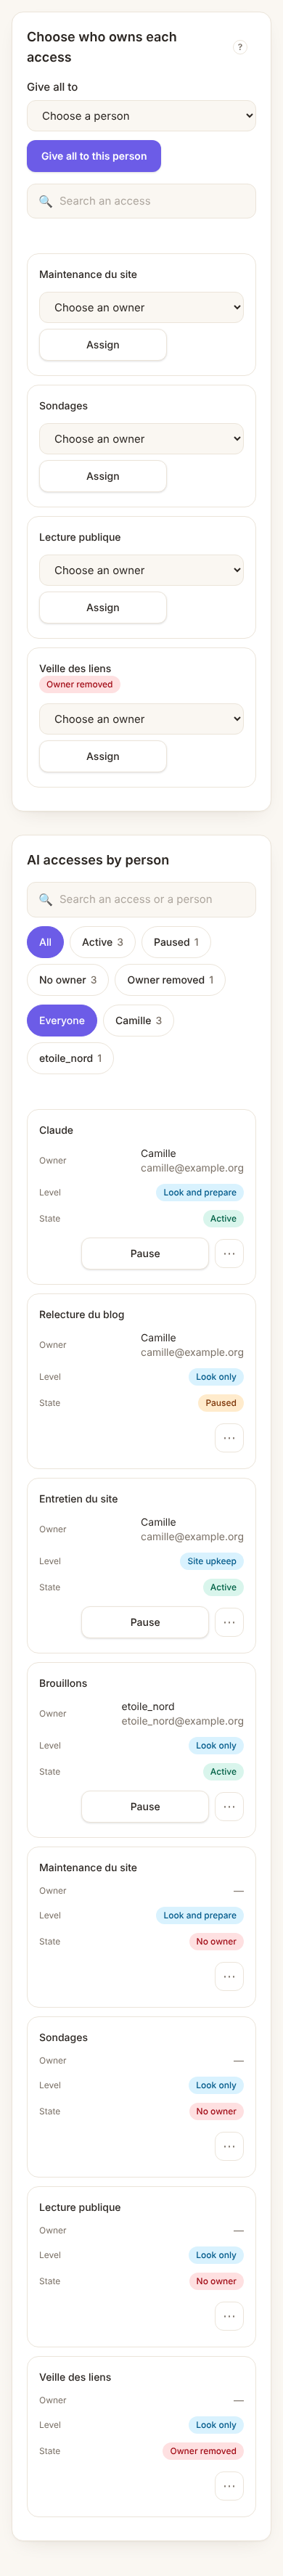 Choose who owns each
access
?
Give all to
Choose a person
Give all to this person
Search an access
Maintenance du site
Choose an owner
Assign
Sondages
Choose an owner
Assign
Lecture publique
Choose an owner
Assign
Veille des liens
Owner removed
Choose an owner
Assign
AI accesses by person
Search an access or a person
All
Active 3
Paused 1
No owner 3
Owner removed 1
Everyone
Camille 3
etoile_nord 1
Claude
Owner
Camille
camille@example.org
Level
Look and prepare
State
Active
Pause
...
Relecture du blog
Owner
Camille
camille@example.org
Level
Look only
State
Paused
...
Entretien du site
Owner
Camille
camille@example.org
Level
Site upkeep
State
Active
Pause
...
Brouillons
Owner
etoile_nord
etoile_nord@example.org
Level
Look only
State
Active
Pause
...
Maintenance du site
Owner
—
Level
Look and prepare
State
No owner
...
Sondages
Owner
—
Level
Look only
State
No owner
...
Lecture publique
Owner
—
Level
Look only
State
No owner
...
Veille des liens
Owner
—
Level
Look only
State
Owner removed
...